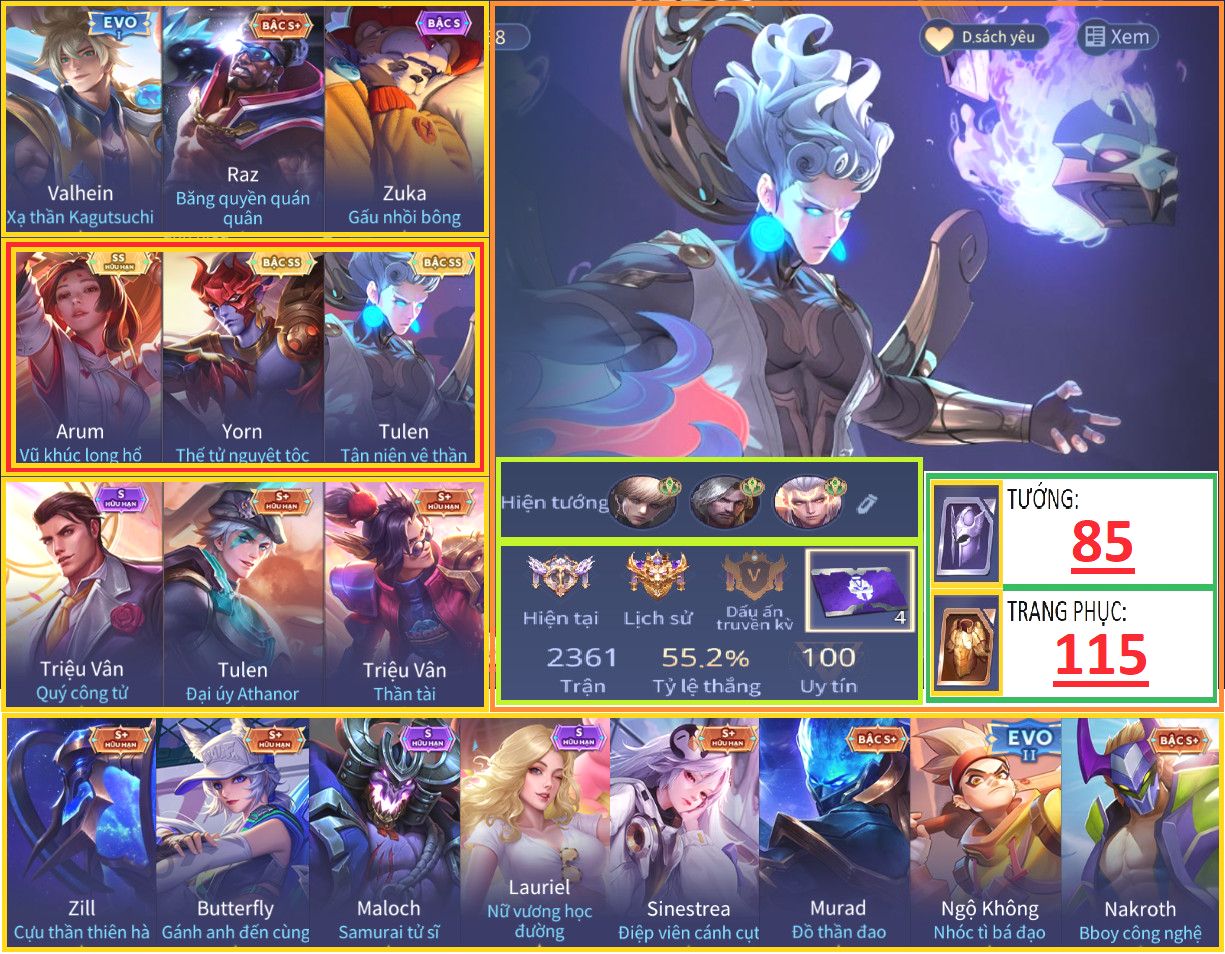 EVO
I
Valhein
Xạ thần Kagutsuchi
BẬC S+
Raz
Băng quyền quán
quân
BẬC S
Zuka
Gấu nhồi bông
8
D.sách yêu
Xem
SS
HỮU HẠN
Arum
Vũ khúc long hổ
BẬC SS
Yorn
Thế tử nguyệt tộc
BẬC SS
Tulen
Tân niên vệ thần
S
HỮU HẠN
Triệu Vân
Quý công tử
S+
HỮU HẠN
Tulen
Đại úy Athanor
S+
HỮU HẠN
Triệu Vân
Thần tài
Hiện tướng
Hiện tại
Lịch sử
V
Dấu ấn
truyền kỳ
4
2361
Trận
55.2%
Tỷ lệ thắng
100
Uy tín
TƯỚNG:
85
TRANG PHỤC:
115
S+
HỮU HẠN
Zill
Cựu thần thiên hà
S+
HỮU HẠN
Butterfly
Gánh anh đến cùng
S
HỮU HẠN
Maloch
Samurai tử sĩ
S
HỮU HẠN
Lauriel
Nữ vương học
đường
S+
HỮU HẠN
Sinestrea
Điệp viên cánh cụt
BẬC S+
Murad
Đồ thần đao
EVO
II
Ngộ Không
Nhóc tì bá đạo
BẬC S+
Nakroth
Bboy công nghệ